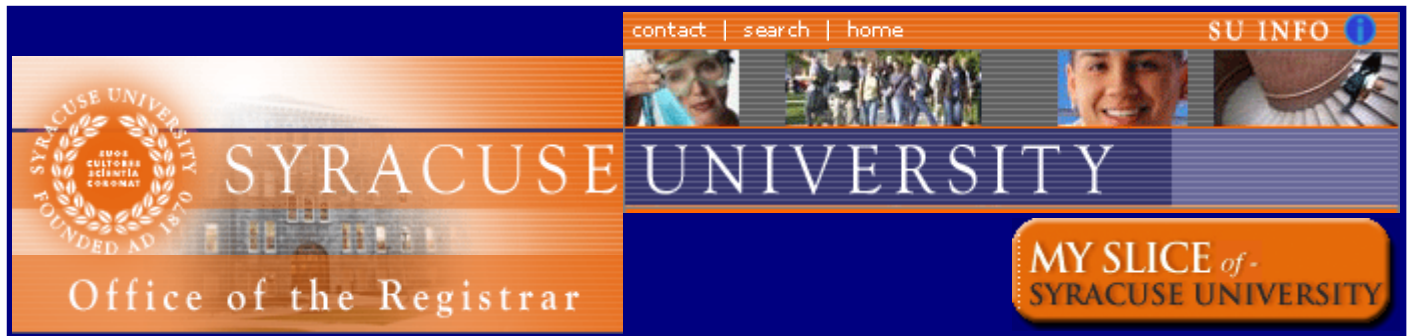 contact | search | home
SU INFO i
SYRACUSE UNIVERSITY
FOUNDED AD 1870
SUOS
CULTORES
SCIENTIA
CORONAT
SYRACUSE UNIVERSITY
Office of the Registrar
MY SLICE of -
SYRACUSE UNIVERSITY